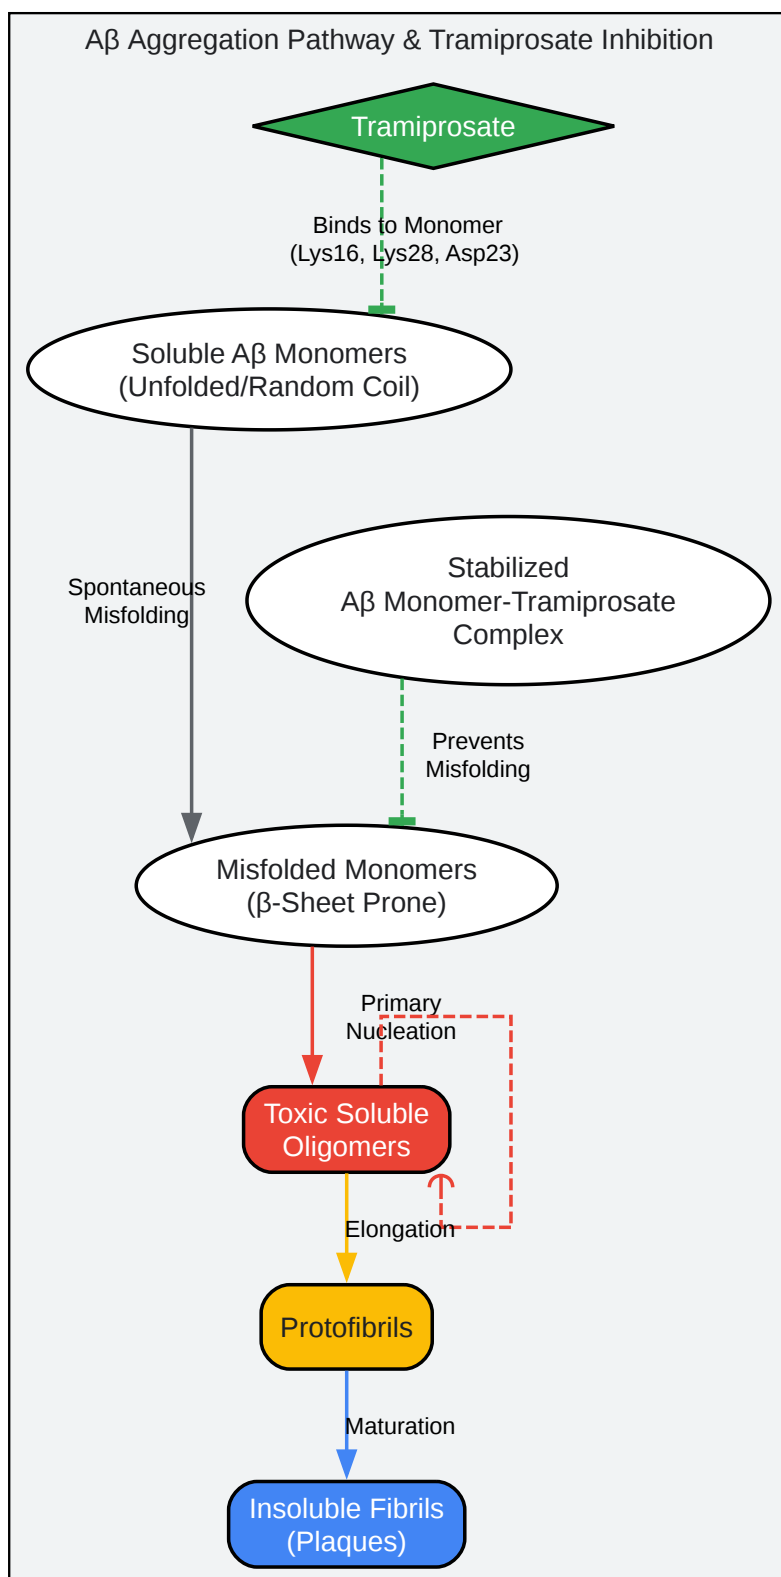 Aβ Aggregation Pathway & Tramiprosate Inhibition
Tramiprosate
Binds to Monomer
(Lys16, Lys28, Asp23)
Soluble Aβ Monomers
(Unfolded/Random Coil)
Spontaneous
Misfolding
Stabilized
Aβ Monomer-Tramiprosate
Complex
Prevents
Misfolding
Misfolded Monomers
(β-Sheet Prone)
Primary
Nucleation
Toxic Soluble
Oligomers
Elongation
Protofibrils
Maturation
Insoluble Fibrils
(Plaques)